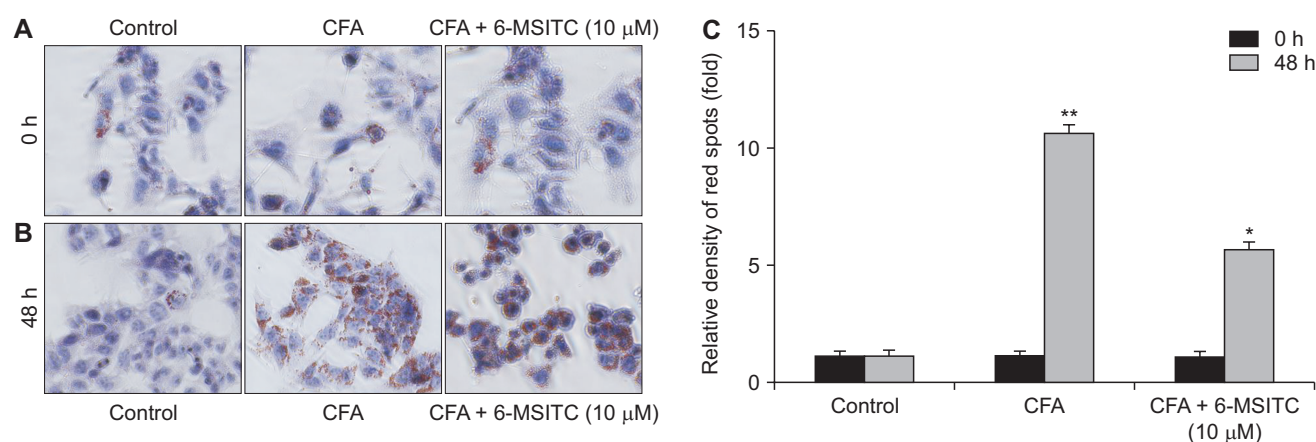 A
Control
CFA
CFA + 6-MSITC (10 μM)
0 h
B
48 h
Control
CFA
CFA + 6-MSITC (10 μM)
C
Relative density of red spots (fold)
15
10
5
0
0 h
48 h
**
*
Control
CFA
CFA + 6-MSITC
(10 μM)